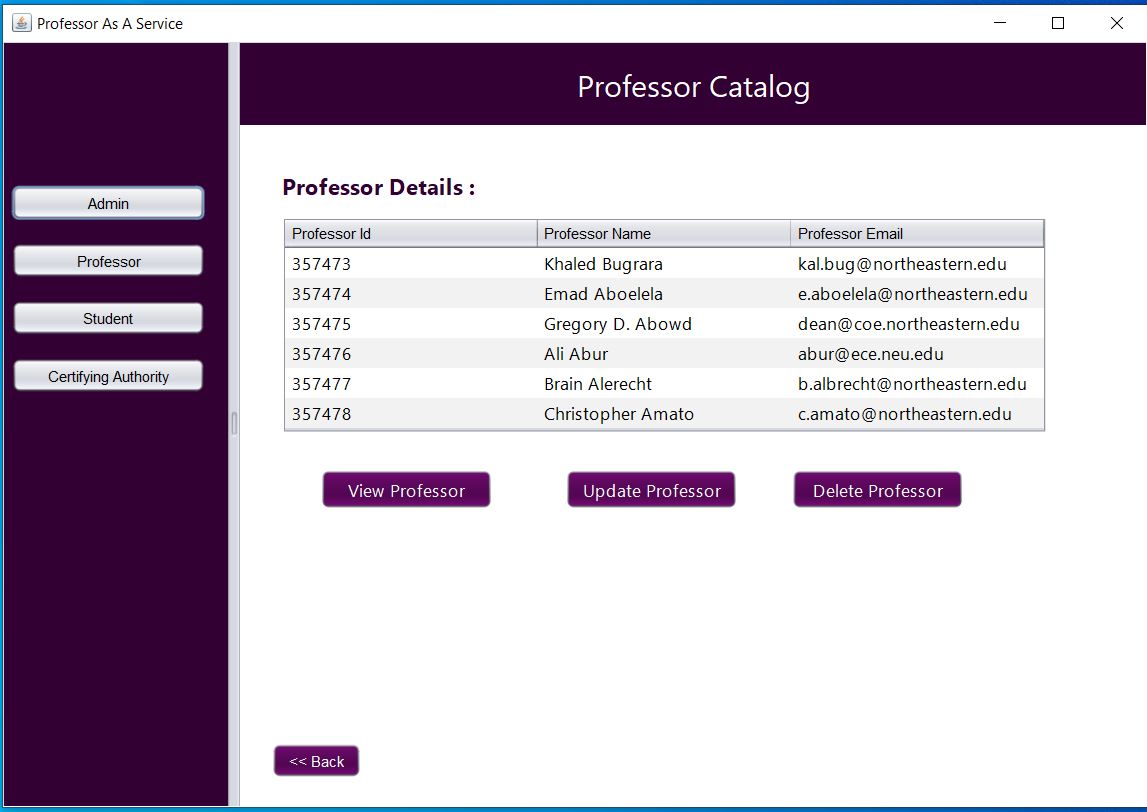 Professor As A Service
Professor Catalog
Admin
Professor
Student
Certifying Authority
Professor Details :
Professor Id Professor Name Professor Email
357473 Khaled Bugrara kal.bug@northeastern.edu
357474 Emad Aboelela e.aboelela@northeastern.edu
357475 Gregory D. Abowd dean@coe.northeastern.edu
357476 Ali Abur abur@ece.neu.edu
357477 Brain Alerecht b.albrecht@northeastern.edu
357478 Christopher Amato c.amato@northeastern.edu
View Professor Update Professor Delete Professor
<< Back